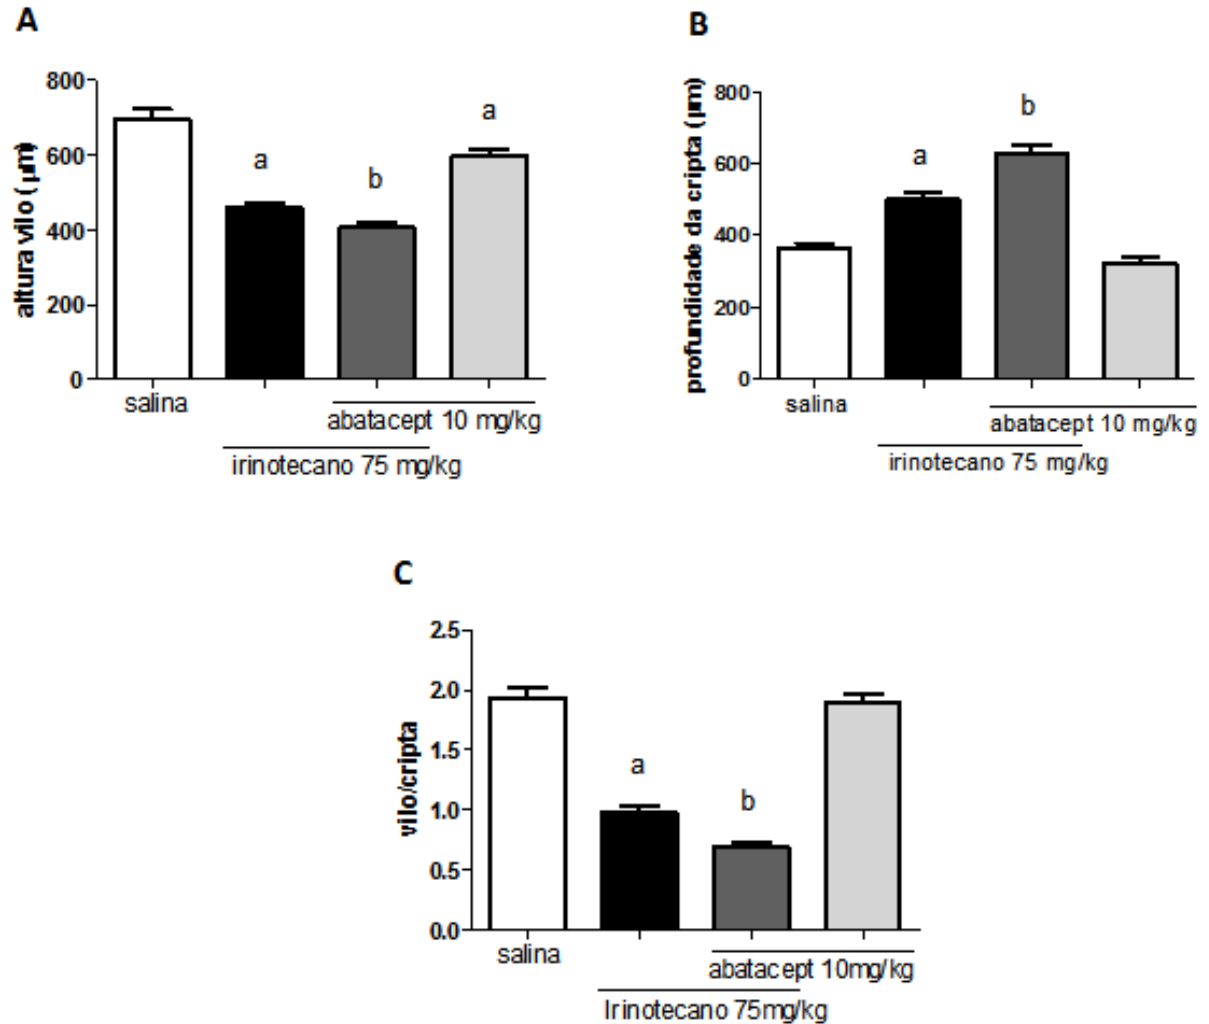 A
altura vilo (µm)
800
600
400
200
0
a
b
a
salina
abatacept 10 mg/kg
irinotecano 75 mg/kg
B
profundidade da cripta (µm)
800
600
400
200
0
a
b
salina
abatacept 10 mg/kg
irinotecano 75 mg/kg
C
vilo/cripta
2.5
2.0
1.5
1.0
0.5
0.0
a
b
salina
abatacept 10mg/kg
Irinotecano 75mg/kg